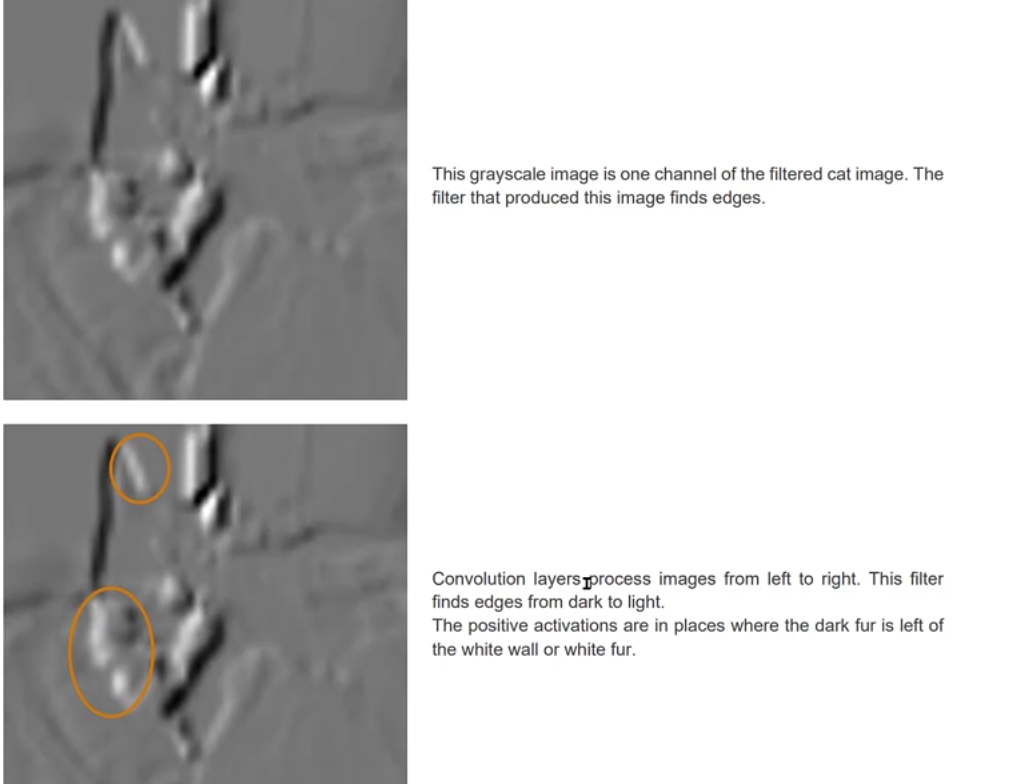 This grayscale image is one channel of the filtered cat image. The
filter that produced this image finds edges.
Convolution layers process images from left to right. This filter
finds edges from dark to light.
The positive activations are in places where the dark fur is left of
the white wall or white fur.